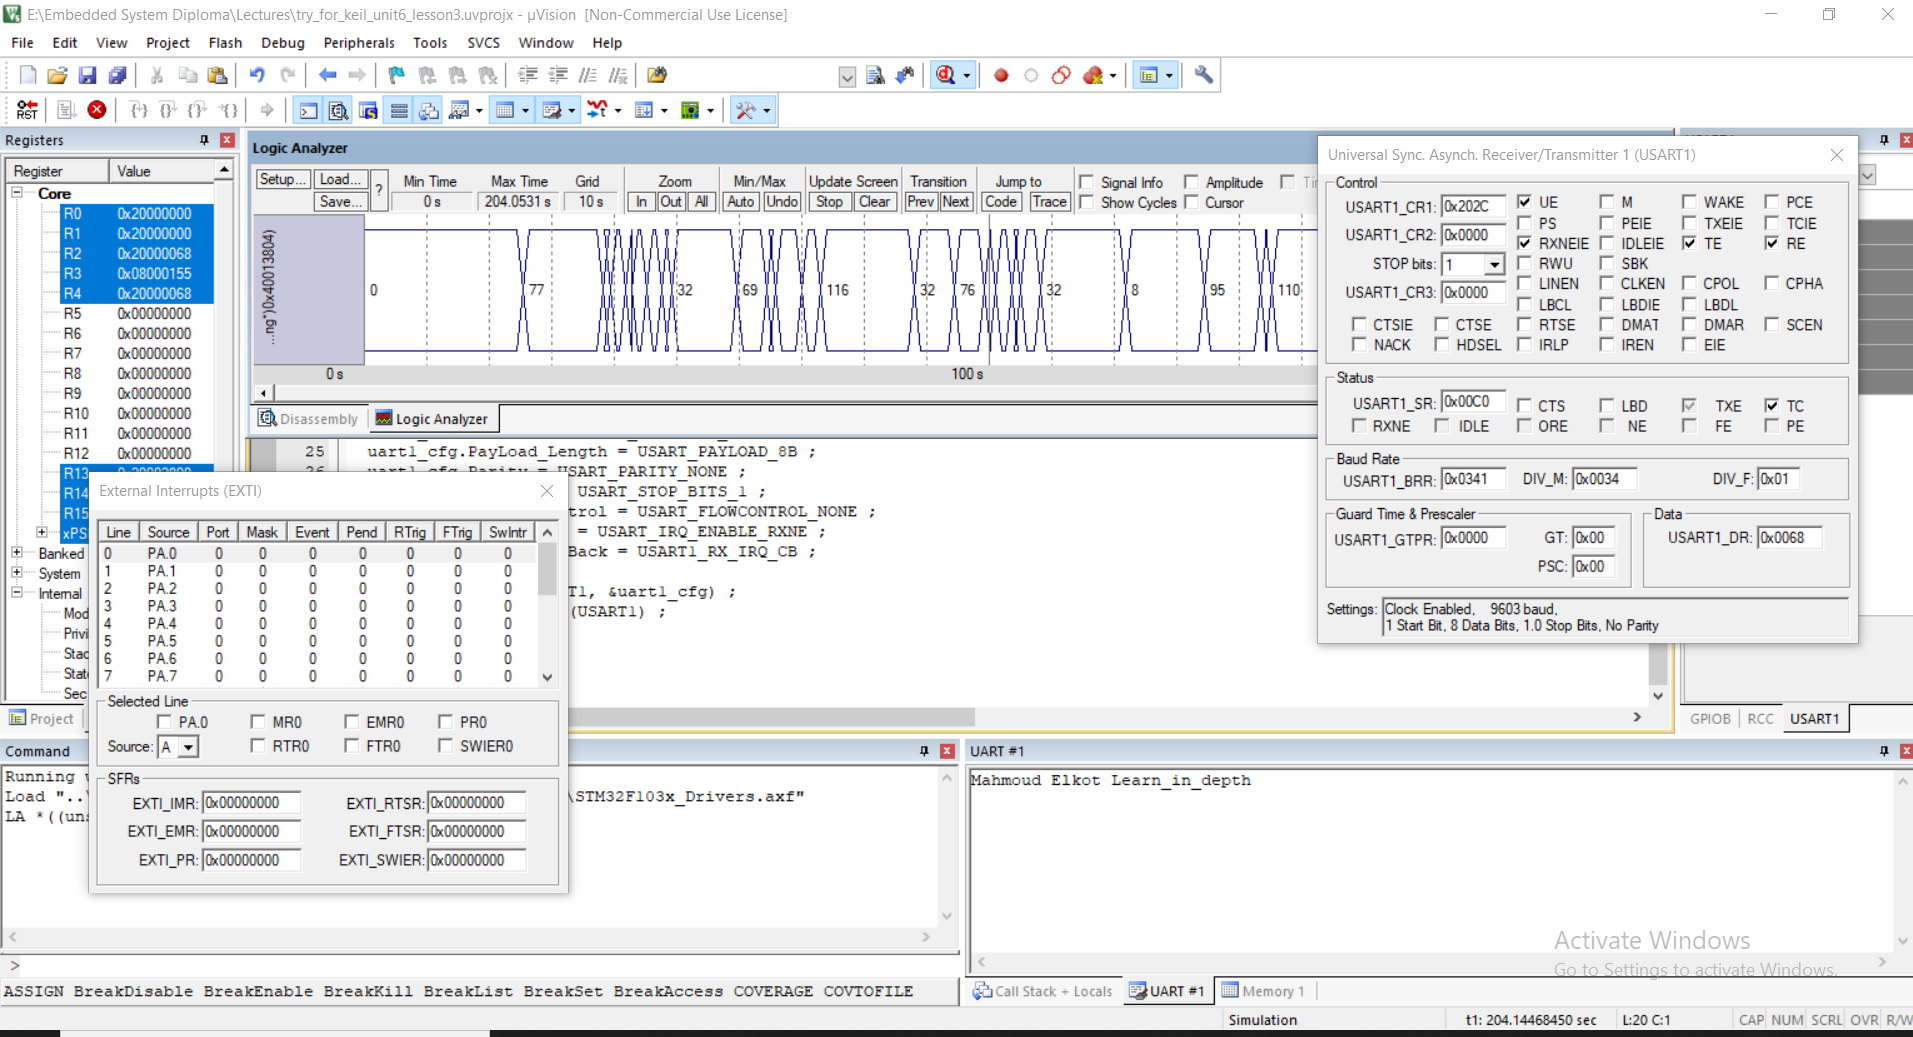 E:\Embedded System Diploma\Lectures\try_for_keil_unit6_lesson3.uvprojx - µVision [Non-Commercial Use License]
File Edit View Project Flash Debug Peripherals Tools SVCS Window Help
RST
Registers
Register Value
Core
R0 0x20000000
R1 0x20000000
R2 0x20000068
R3 0x08000155
R4 0x20000068
R5 0x00000000
R6 0x00000000
R7 0x00000000
R8 0x00000000
R9 0x00000000
R10 0x00000000
R11 0x00000000
R12 0x00000000
R13
R14
R15
xPS
Banked
System
Internal
Mod
Privi
Stac
Stat
Sec
Project
Logic Analyzer
Setup... Load... Save... ?
Min Time 0 s
Max Time 204.0531 s
Grid 10 s
Zoom In Out All
Min/Max Auto Undo
Update Screen Stop Clear
Transition Prev Next
Jump to Code Trace
Signal Info Amplitude
Show Cycles Cursor
...ng*)0x40013804)
0 77 32 69 116 32 76 32 8 95 110
0 s 100 s
Disassembly Logic Analyzer
25 uart1_cfg.PayLoad_Length = USART_PAYLOAD_8B ;
26 uart1_cfg.Parity = USART_PARITY_NONE ;
USART_STOP_BITS_1 ;
trol = USART_FLOWCONTROL_NONE ;
= USART_IRQ_ENABLE_RXNE ;
Back = USART1_RX_IRQ_CB ;
T1, &uart1_cfg) ;
(USART1) ;
External Interrupts (EXTI)
Line Source Port Mask Event Pend RTrig FTrig SwIntr
0 PA.0 0 0 0 0 0 0 0
1 PA.1 0 0 0 0 0 0 0
2 PA.2 0 0 0 0 0 0 0
3 PA.3 0 0 0 0 0 0 0
4 PA.4 0 0 0 0 0 0 0
5 PA.5 0 0 0 0 0 0 0
6 PA.6 0 0 0 0 0 0 0
7 PA.7 0 0 0 0 0 0 0
Selected Line
PA.0 MR0 EMR0 PR0
Source: A RTR0 FTR0 SWIER0
SFRs
EXTI_IMR: 0x00000000 EXTI_RTSR: 0x00000000
EXTI_EMR: 0x00000000 EXTI_FTSR: 0x00000000
EXTI_PR: 0x00000000 EXTI_SWIER: 0x00000000
Universal Sync. Asynch. Receiver/Transmitter 1 (USART1)
Control
USART1_CR1: 0x202C UE M WAKE PCE
PS PEIE TXEIE TCIE
USART1_CR2: 0x0000 RXNEIE IDLEIE TE RE
STOP bits: 1 RWU SBK
USART1_CR3: 0x0000 LINEN CLKEN CPOL CPHA
LBCL LBDIE LBDL
CTSIE CTSE RTSE DMAT DMAR SCEN
NACK HDSEL IRLP IREN EIE
Status
USART1_SR: 0x00C0 CTS LBD TXE TC
RXNE IDLE ORE NE FE PE
Baud Rate
USART1_BRR: 0x0341 DIV_M: 0x0034 DIV_F: 0x01
Guard Time & Prescaler
USART1_GTPR: 0x0000 GT: 0x00
PSC: 0x00
Data
USART1_DR: 0x0068
Settings: Clock Enabled, 9603 baud,
1 Start Bit, 8 Data Bits, 1.0 Stop Bits, No Parity
GPIOB RCC USART1
Command
Running
Load "..\STM32F103x_Drivers.axf"
LA *((uns
>
ASSIGN BreakDisable BreakEnable BreakKill BreakList BreakSet BreakAccess COVERAGE COVTOFILE
UART #1
Mahmoud Elkot Learn_in_depth
Activate Windows
Go to Settings to activate Windows.
Call Stack + Locals UART #1 Memory 1
Simulation t1: 204.14468450 sec L:20 C:1 CAP NUM SCRL OVR R/W